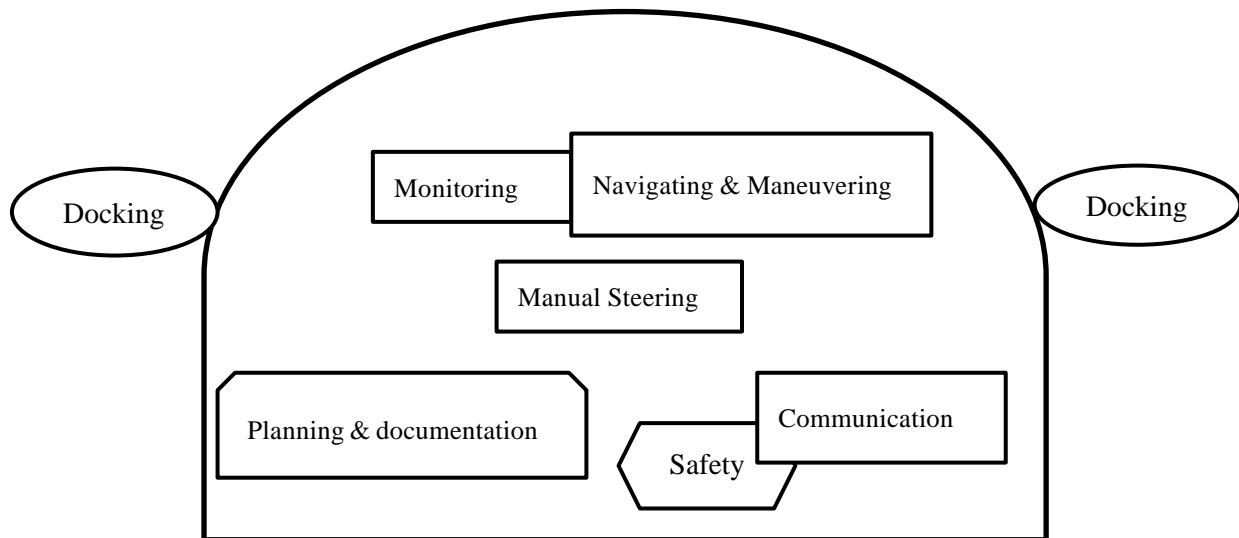 Monitoring
Navigating & Maneuvering
Docking
Docking
Manual Steering
Planning & documentation
Communication
Safety